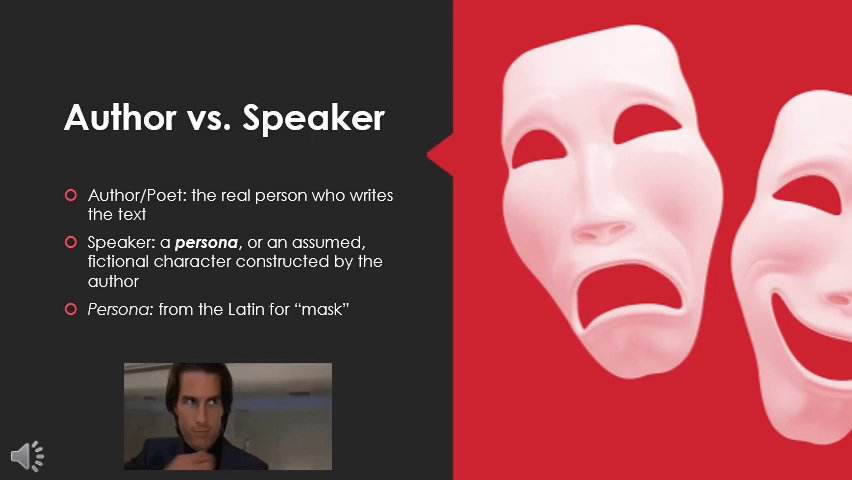 Author vs. Speaker
Author/Poet: the real person who writes
the text
Speaker: a persona, or an assumed,
fictional character constructed by the
author
Persona: from the Latin for “mask”